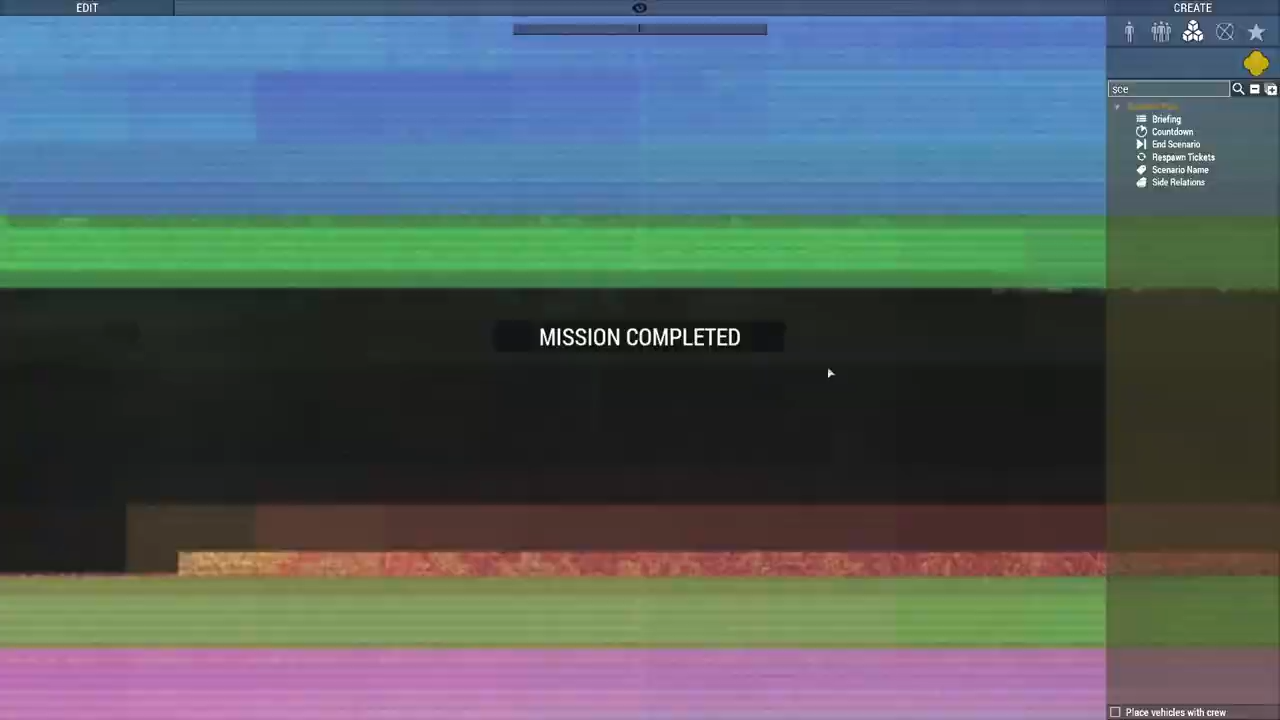 EDIT
CREATE
sce
Briefing
Countdown
End Scenario
Respawn Tickets
Scenario Name
Side Relations
MISSION COMPLETED
Place vehicles with crew